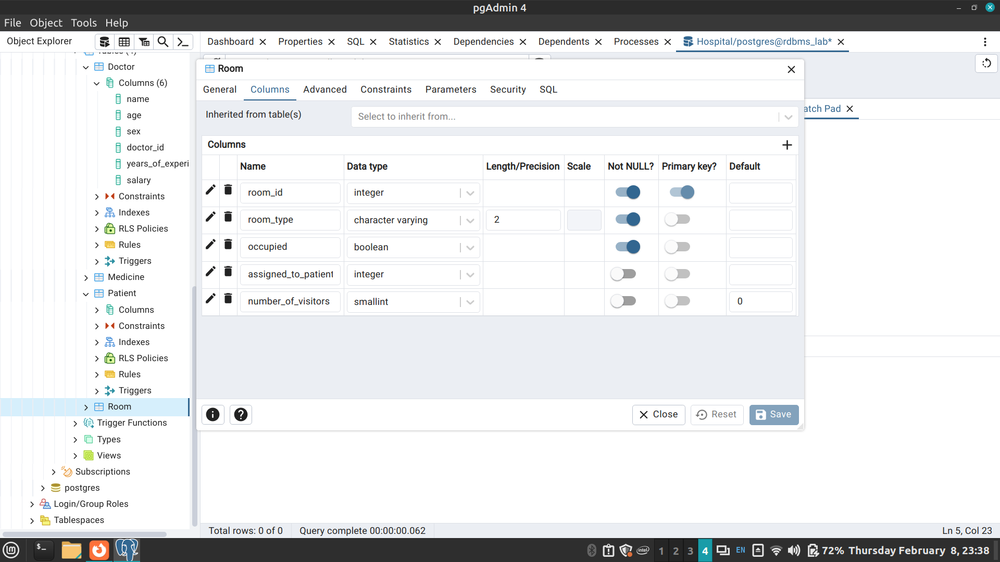 pgAdmin 4
File Object Tools Help
Object Explorer
Dashboard Properties SQL Statistics Dependencies Dependents Processes Hospital/postgres@rdbms_lab*
Doctor
Columns (6)
name
age
sex
doctor_id
years_of_experi
salary
Constraints
Indexes
RLS Policies
Rules
Triggers
Medicine
Patient
Columns
Constraints
Indexes
RLS Policies
Rules
Triggers
Room
Trigger Functions
Types
Views
Subscriptions
postgres
Login/Group Roles
Tablespaces
Room
General Columns Advanced Constraints Parameters Security SQL
Inherited from table(s) Select to inherit from...
Columns
Name Data type Length/Precision Scale Not NULL? Primary key? Default
room_id integer
room_type character varying 2
occupied boolean
assigned_to_patient integer
number_of_visitors smallint 0
Close Reset Save
atch Pad
Total rows: 0 of 0 Query complete 00:00:00.062 Ln 5, Col 23
$- intel 1 2 3 4 EN 72% Thursday February 8, 23:38